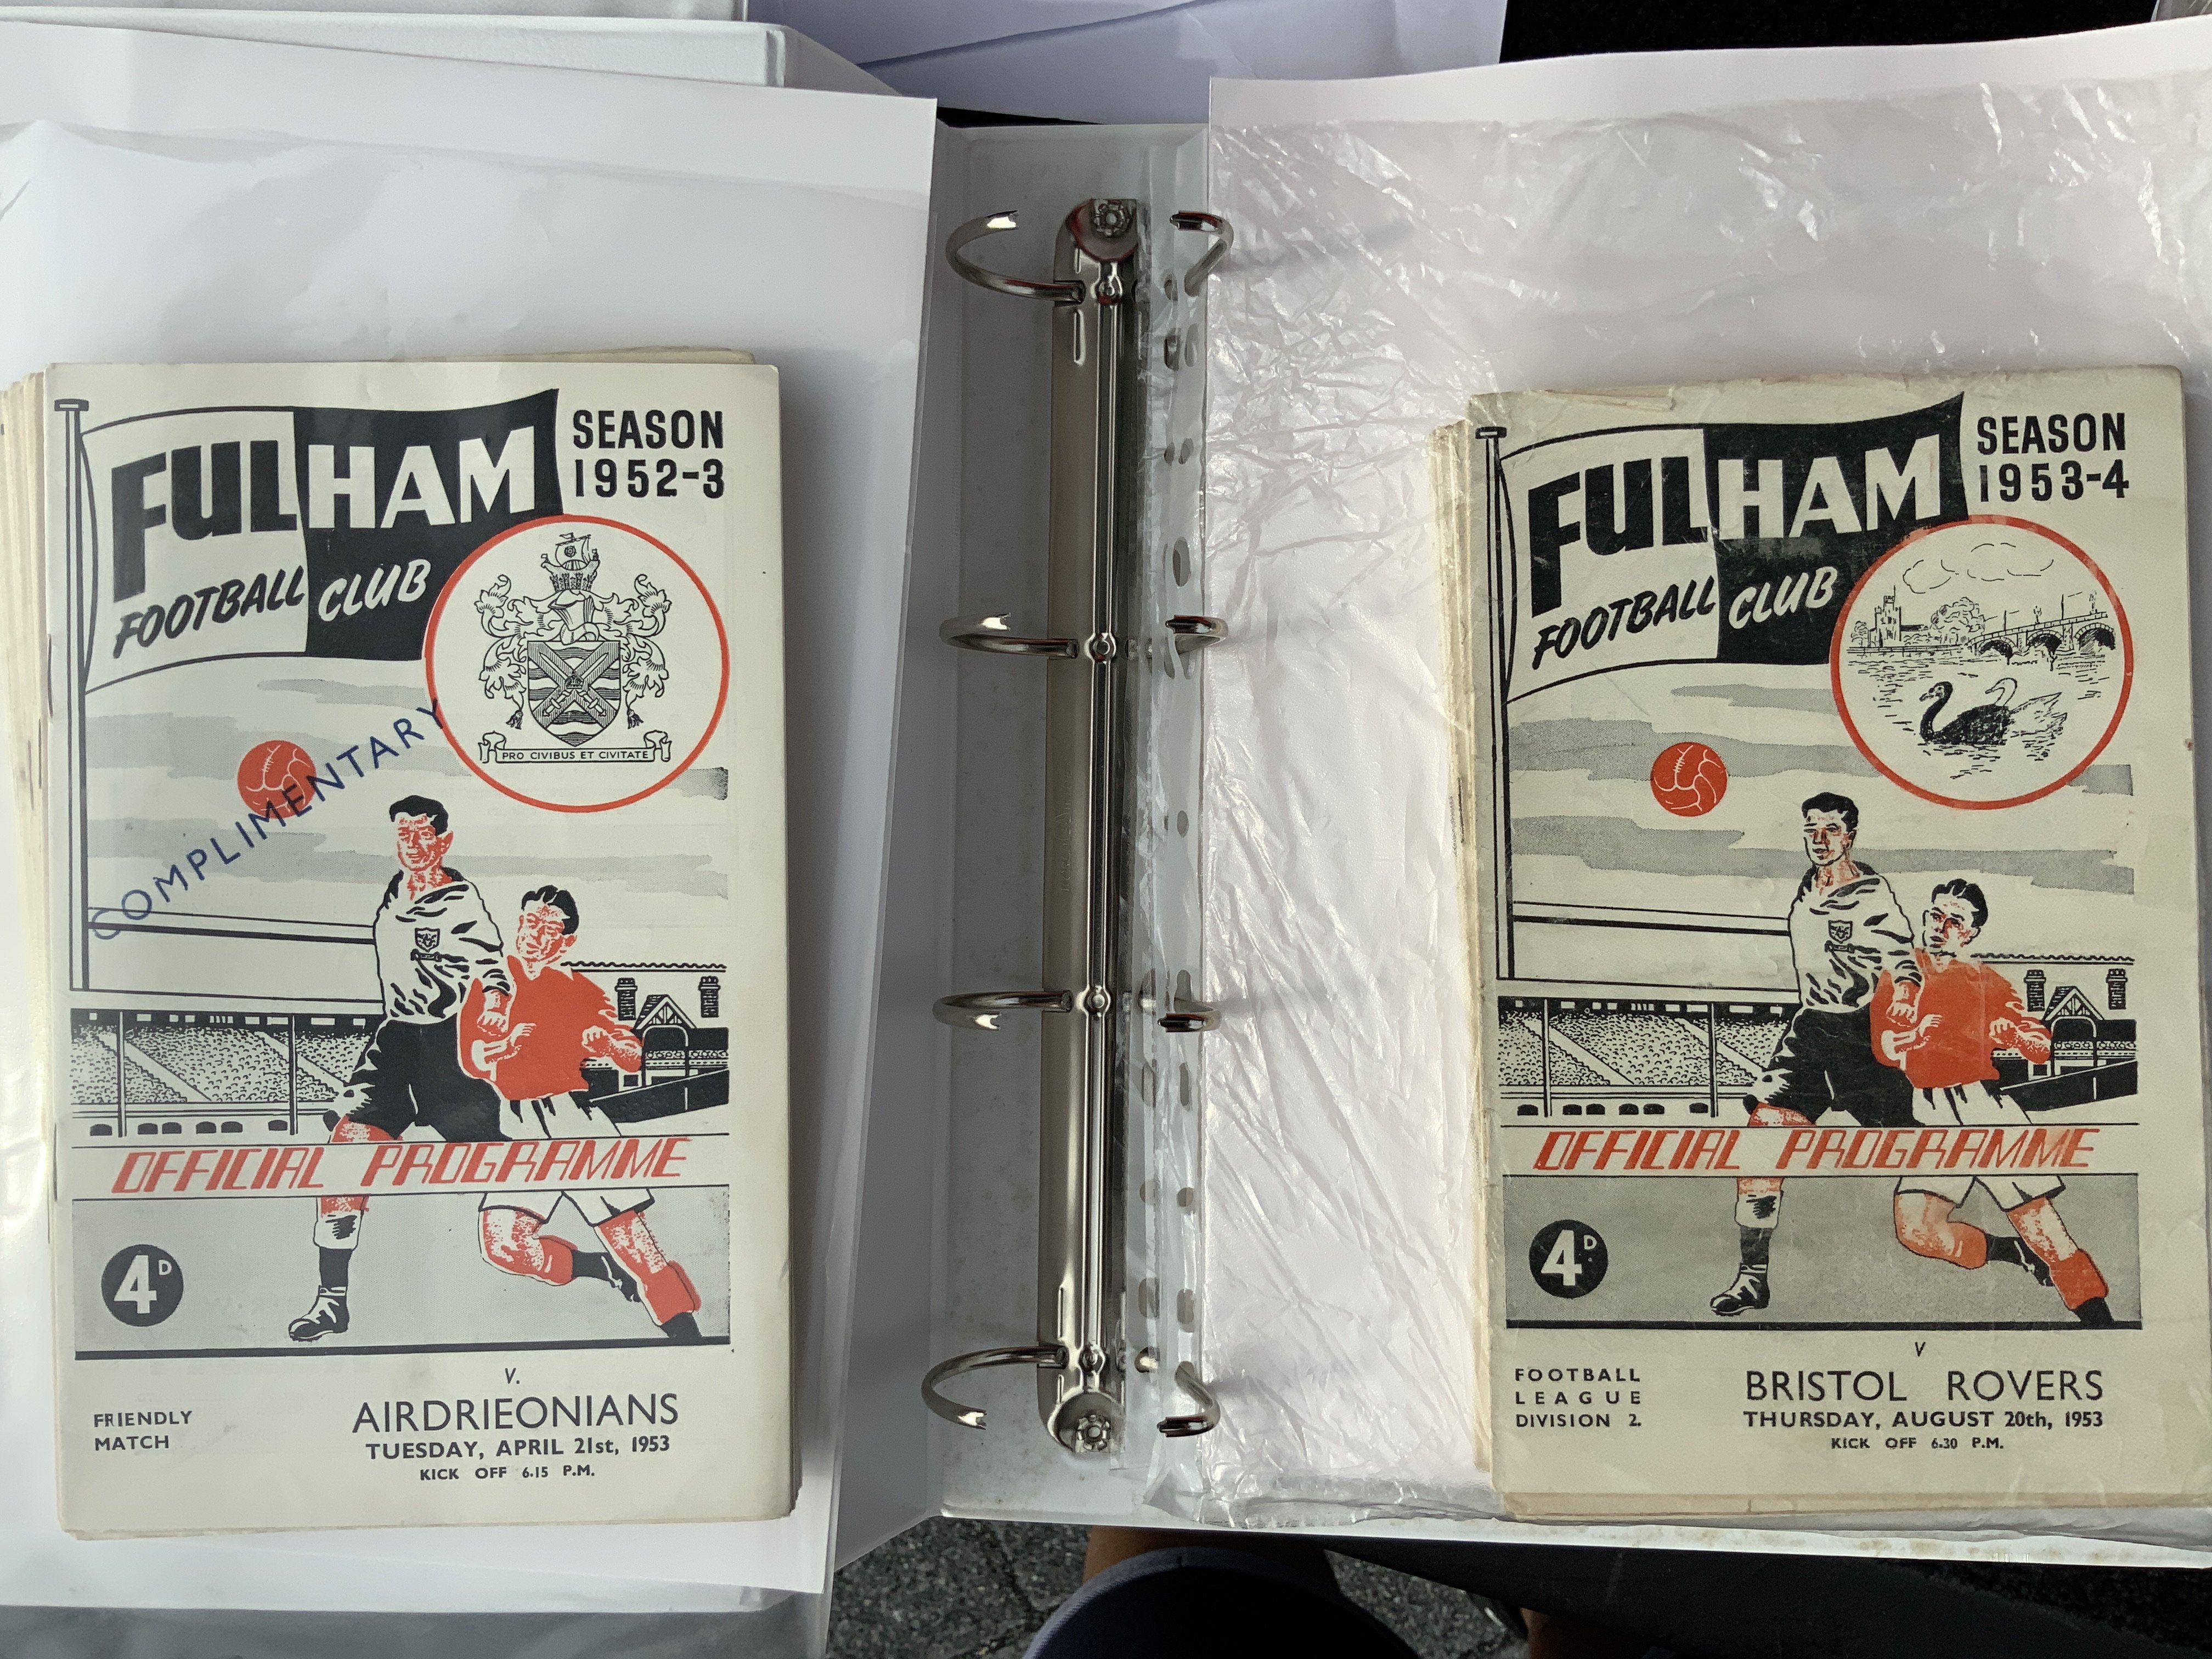 FULHAM
FOOTBALL CLUB
SEASON
1952-3
PRO CIVIBUS ET CIVITATE
COMPLIMENTARY
OFFICIAL PROGRAMME
4D
V.
FRIENDLY
MATCH
AIRDRIEONIANS
TUESDAY, APRIL 21st, 1953
KICK OFF 6.15 P.M.
FULHAM
FOOTBALL CLUB
SEASON
1953-4
OFFICIAL PROGRAMME
4D
V
FOOTBALL
LEAGUE
DIVISION 2.
BRISTOL ROVERS
THURSDAY, AUGUST 20th, 1953
KICK OFF 6.30 P.M.